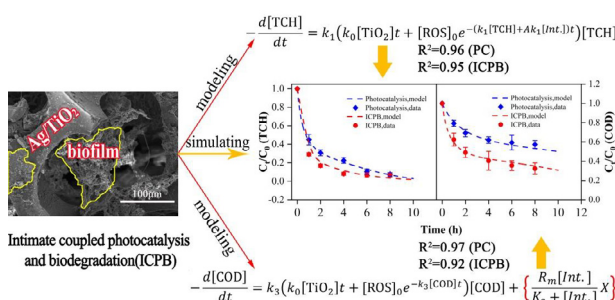 −d[TCH]/dt = k₁(k₀[TiO₂]t + [ROS]₀e^−(k₁[TCH]+Ak₁[Int.])t)[TCH]
R²=0.96 (PC)
R²=0.95 (ICPB)
modeling
simulating
modeling
Ag/TiO₂
biofilm
100μm
Intimate coupled photocatalysis
and biodegradation(ICPB)
Cₜ/C₀ (TCH)
1.0
0.8
0.6
0.4
0.2
0.0
Photocatalysis,model
Photocatalysis,data
ICPB,model
ICPB,data
0 2 4 6 8 10
Photocatalysis,model
Photocatalysis,data
ICPB,model
ICPB,data
0 2 4 6 8 10
1.2
1.0
0.8
0.6
0.4
0.2
0.0
Cₜ/C₀ (COD)
Time (h)
R²=0.97 (PC)
R²=0.92 (ICPB)
−d[COD]/dt = k₃(k₀[TiO₂]t + [ROS]₀e^−k₃[COD]t)[COD] + {Rₘ[Int.]/